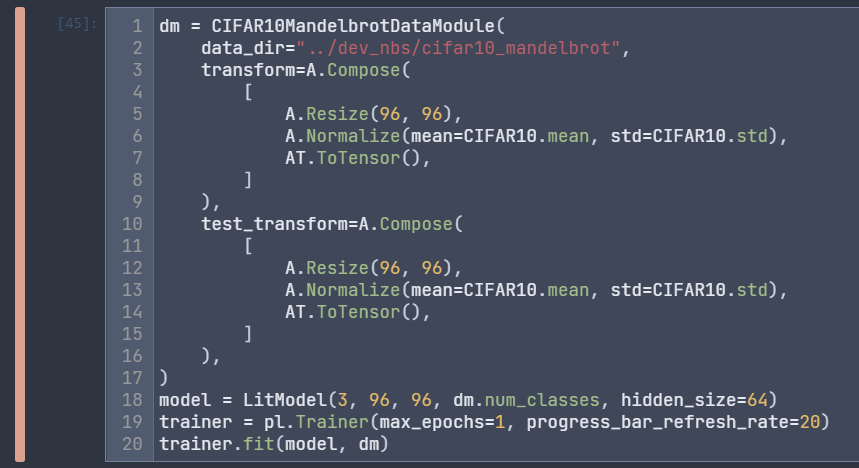 [45]:
1 dm = CIFAR10MandelbrotDataModule(
2     data_dir="../dev_nbs/cifar10_mandelbrot",
3     transform=A.Compose(
4         [
5             A.Resize(96, 96),
6             A.Normalize(mean=CIFAR10.mean, std=CIFAR10.std),
7             AT.ToTensor(),
8         ]
9     ),
10     test_transform=A.Compose(
11         [
12             A.Resize(96, 96),
13             A.Normalize(mean=CIFAR10.mean, std=CIFAR10.std),
14             AT.ToTensor(),
15         ]
16     ),
17 )
18 model = LitModel(3, 96, 96, dm.num_classes, hidden_size=64)
19 trainer = pl.Trainer(max_epochs=1, progress_bar_refresh_rate=20)
20 trainer.fit(model, dm)